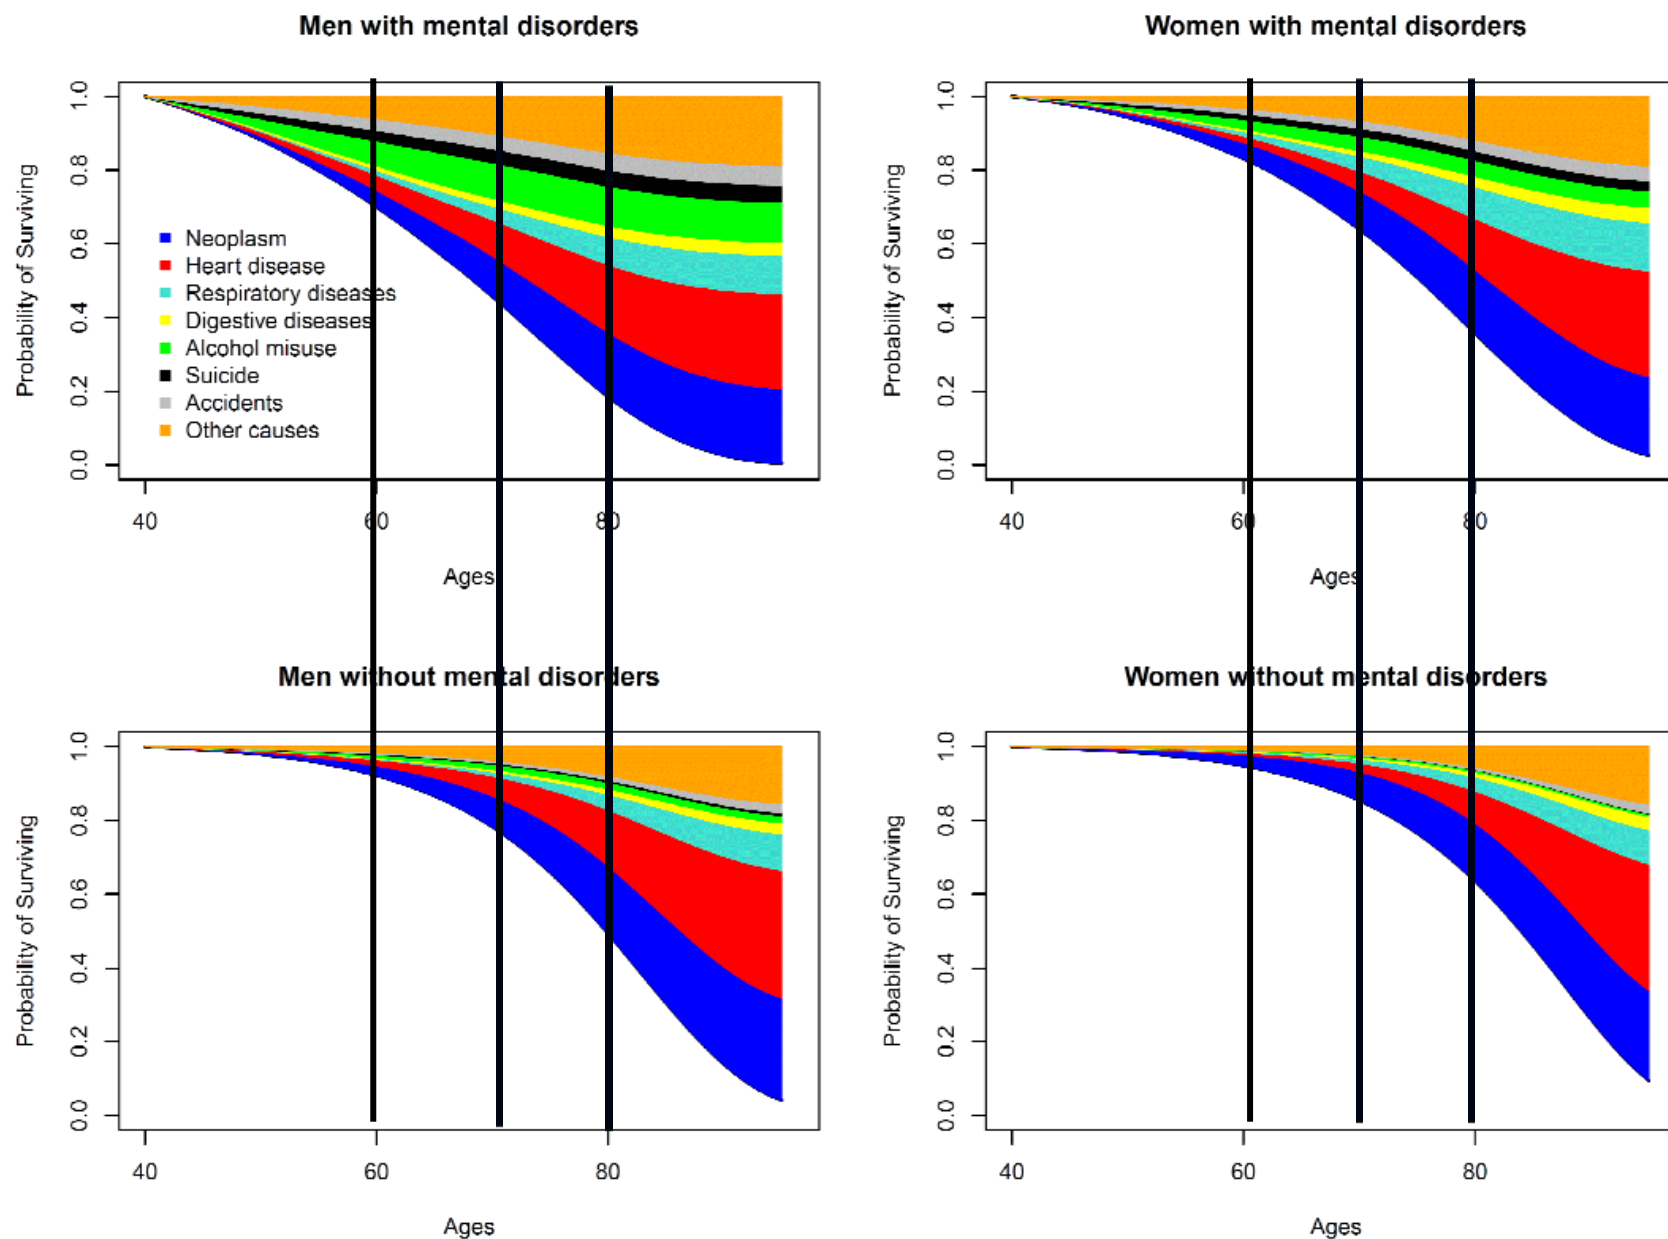 Men with mental disorders
Probability of Surviving
1.0
0.8
0.6
0.4
0.2
0.0
Neoplasm
Heart disease
Respiratory diseases
Digestive diseases
Alcohol misuse
Suicide
Accidents
Other causes
40 60 80
Ages
Women with mental disorders
Probability of Surviving
1.0
0.8
0.6
0.4
0.2
0.0
40 60 80
Ages
Men without mental disorders
Probability of Surviving
1.0
0.8
0.6
0.4
0.2
0.0
40 60 80
Ages
Women without mental disorders
Probability of Surviving
1.0
0.8
0.6
0.4
0.2
0.0
40 60 80
Ages